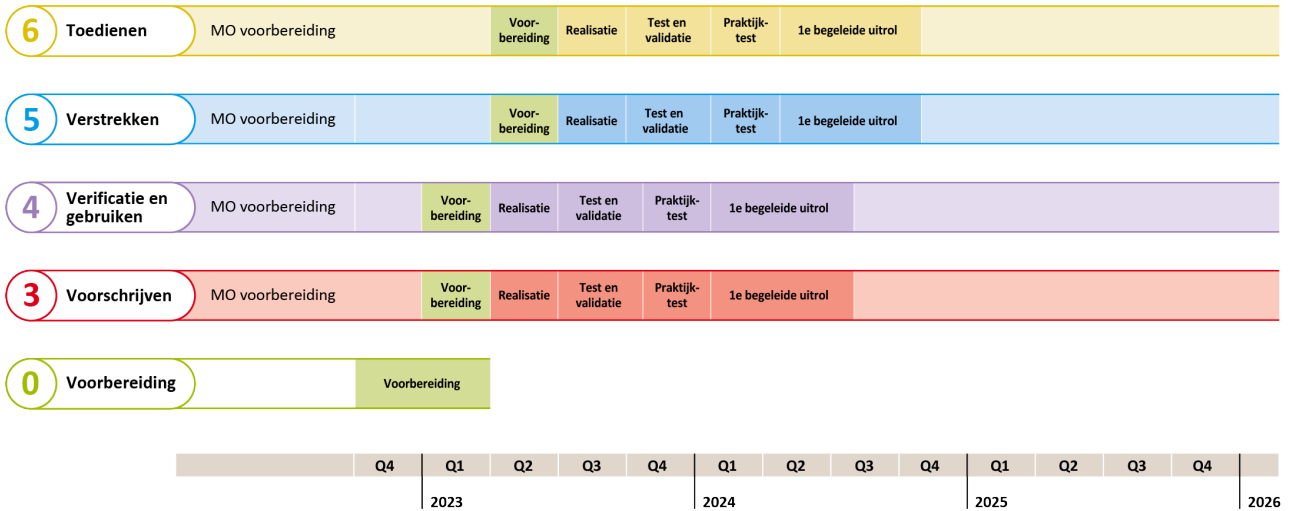 6 Toedienen MO voorbereiding Voor- Realisatie Test en Praktijk- 1e begeleide uitrol
bereiding validatie test
5 Verstrekken MO voorbereiding Voor- Realisatie Test en Praktijk- 1e begeleide uitrol
bereiding validatie test
4 Verificatie en MO voorbereiding Voor- Realisatie Test en Praktijk- 1e begeleide uitrol
gebruiken bereiding validatie test
3 Voorschrijven MO voorbereiding Voor- Realisatie Test en Praktijk- 1e begeleide uitrol
bereiding validatie test
0 Voorbereiding Voorbereiding
Q4 Q1 Q2 Q3 Q4 Q1 Q2 Q3 Q4 Q1 Q2 Q3 Q4
2023 2024 2025 2026